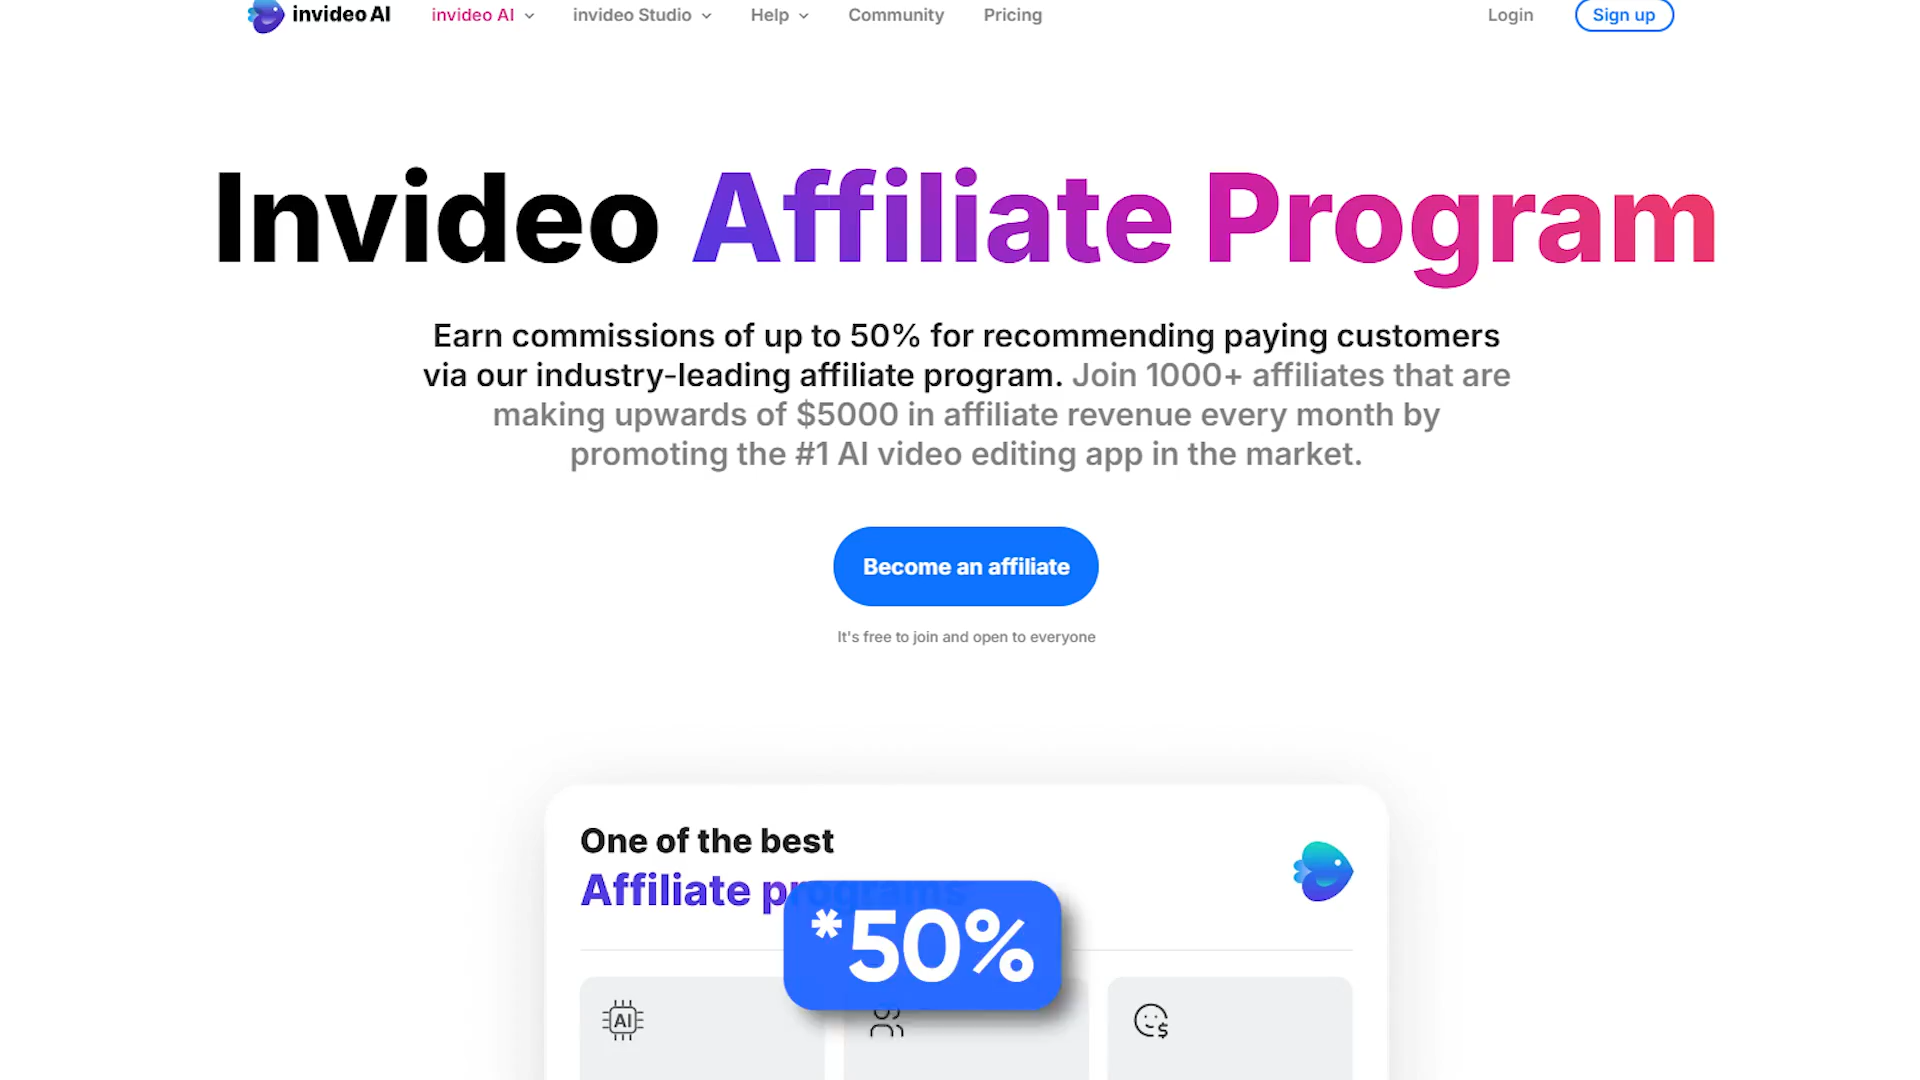 invideo AI
invideo AI
invideo Studio
Help
Community
Pricing
Login
Sign up
Invideo Affiliate Program
Earn commissions of up to 50% for recommending paying customers
via our industry-leading affiliate program. Join 1000+ affiliates that are
making upwards of $5000 in affiliate revenue every month by
promoting the #1 AI video editing app in the market.
Become an affiliate
It's free to join and open to everyone
One of the best
Affiliate programs
*50%
AI